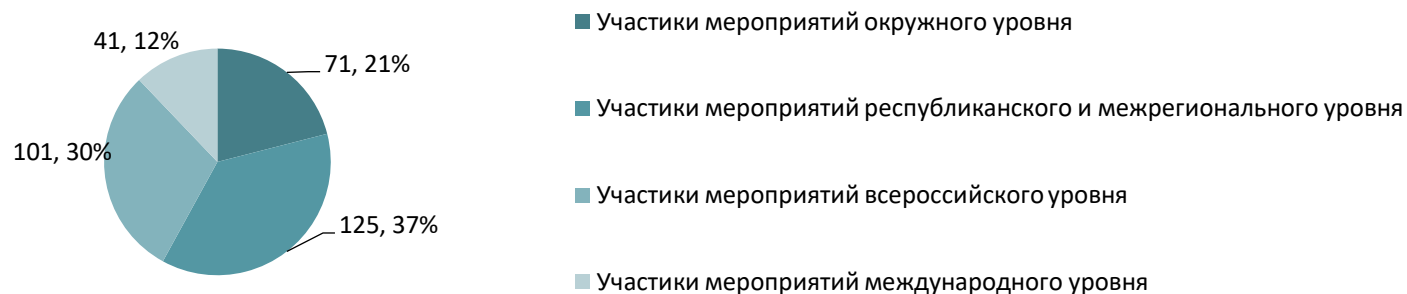 41, 12%
71, 21%
101, 30%
125, 37%
Участики мероприятий окружного уровня
Участики мероприятий республиканского и межрегионального уровня
Участики мероприятий всероссийского уровня
Участики мероприятий международного уровня